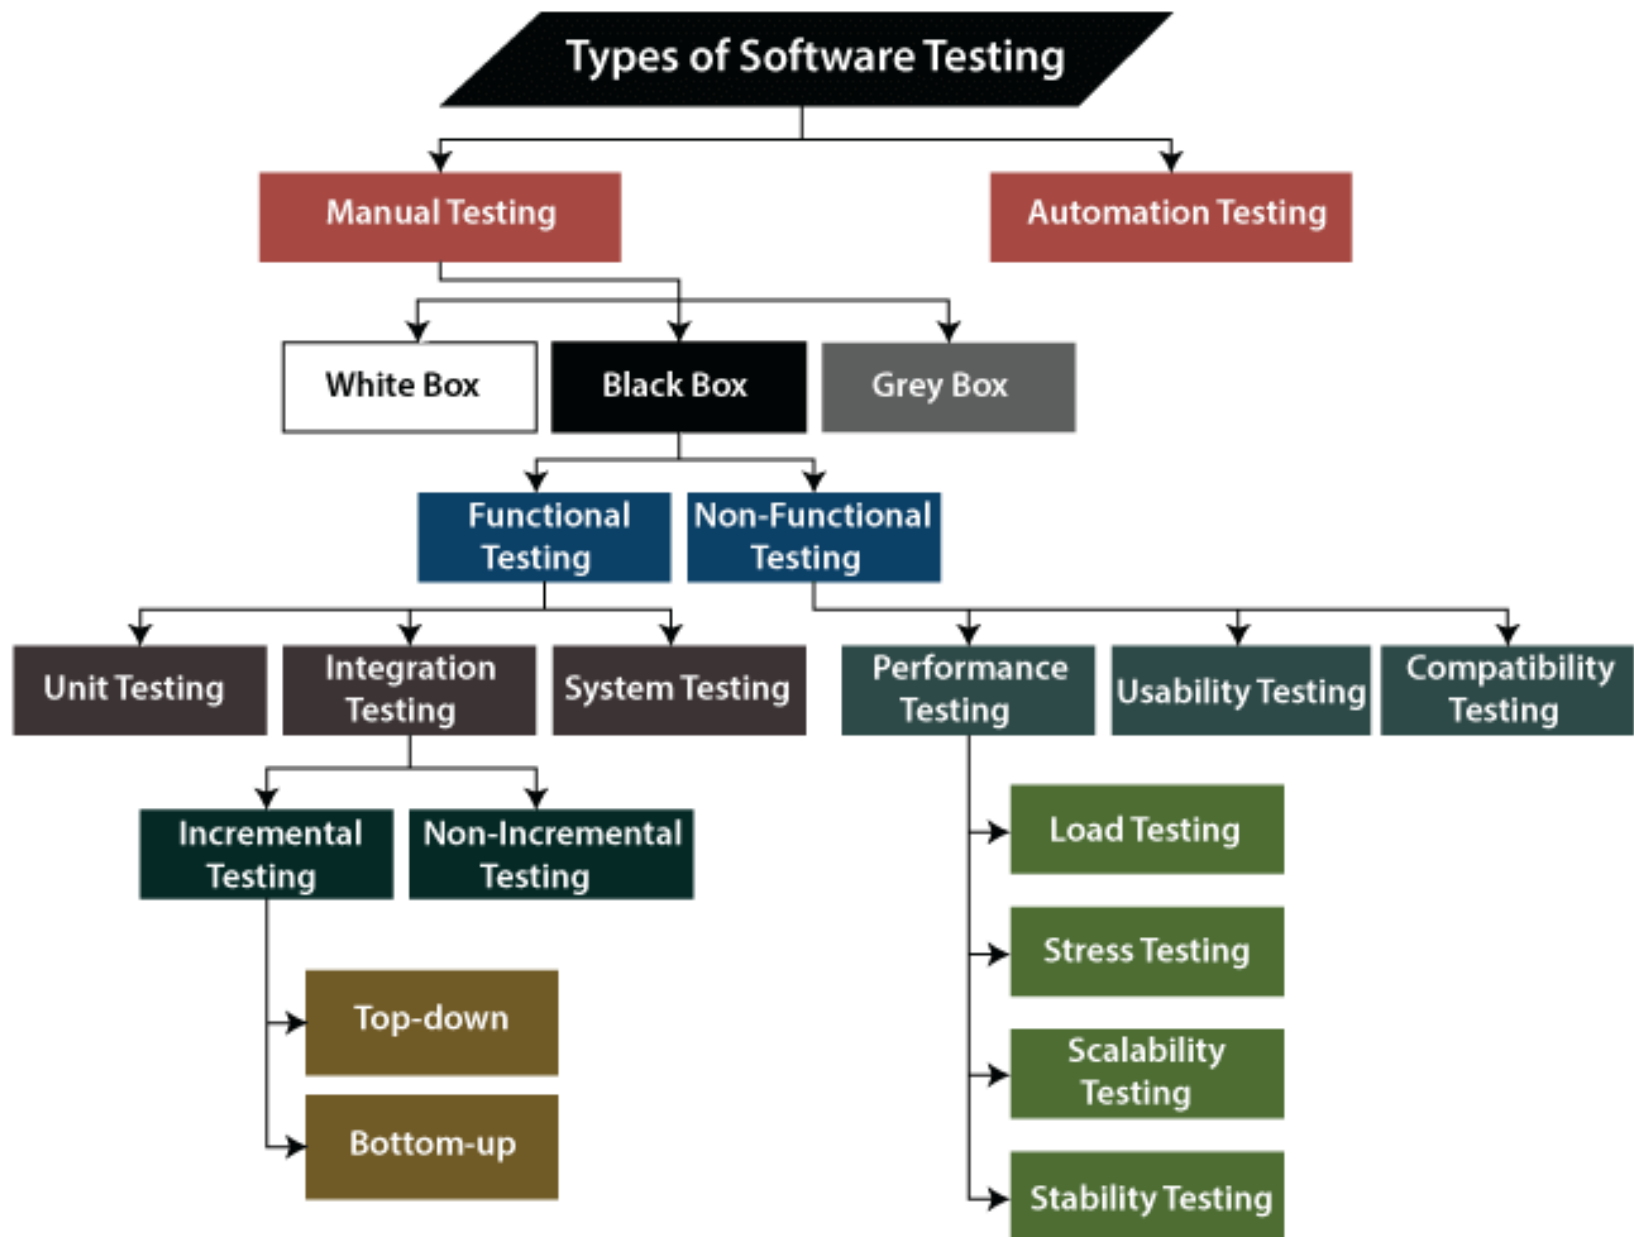 Types of Software Testing
Manual Testing
Automation Testing
White Box
Black Box
Grey Box
Functional
Testing
Non-Functional
Testing
Unit Testing
Integration
Testing
System Testing
Performance
Testing
Usability Testing
Compatibility
Testing
Incremental
Testing
Non-Incremental
Testing
Load Testing
Stress Testing
Top-down
Scalability
Testing
Bottom-up
Stability Testing